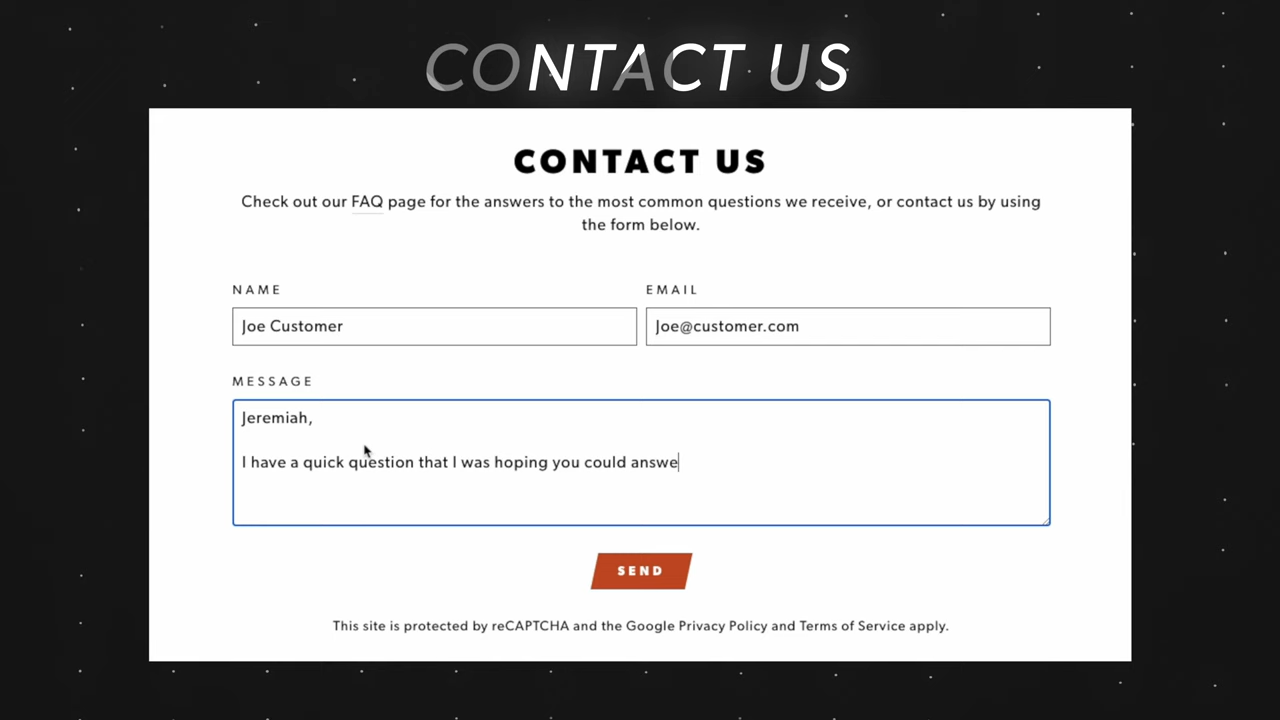 CONTACT US
CONTACT US
Check out our FAQ page for the answers to the most common questions we receive, or contact us by using
the form below.
NAME
EMAIL
Joe Customer
Joe@customer.com
MESSAGE
Jeremiah,
I have a quick question that I was hoping you could answe
SEND
This site is protected by reCAPTCHA and the Google Privacy Policy and Terms of Service apply.